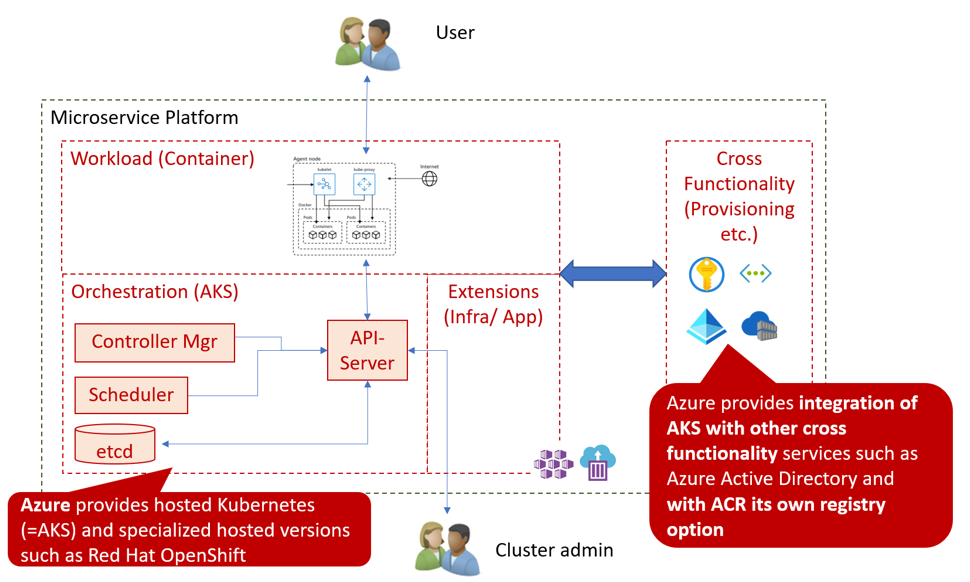 User
Microservice Platform
Workload (Container)
Agent node
kubelet
kube-proxy
Internet
Docker
Pods
Pods
Containers
Containers
Cross
Functionality
(Provisioning
etc.)
Orchestration (AKS)
Extensions
(Infra/ App)
Controller Mgr
API-
Server
Scheduler
etcd
Azure provides integration of
AKS with other cross
functionality services such as
Azure Active Directory and
with ACR its own registry
option
Azure provides hosted Kubernetes
(=AKS) and specialized hosted versions
such as Red Hat OpenShift
Cluster admin